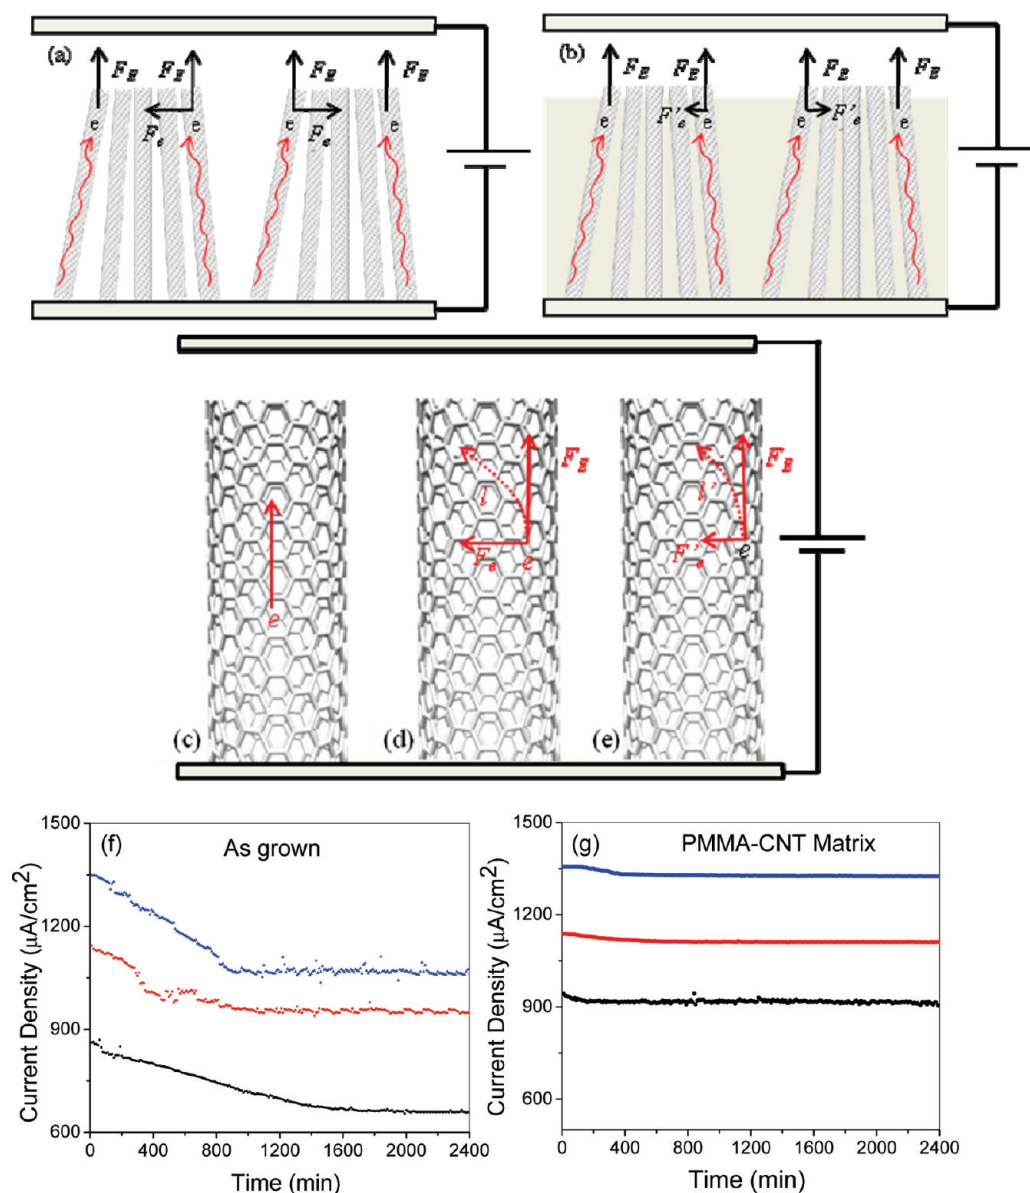 (a) F_E F_E F_E F_E
e F_e e e F_e e
(b) F_E F_E F_E F_E
e F'_e e e F'_e e
F_E F_E
l l'
F_e e F'_e e
e
(c) (d) (e)
1500 (f) As grown
1200
900
600
0 400 800 1200 1600 2000 2400
Time (min)
Current Density (μA/cm²)
1500 (g) PMMA-CNT Matrix
1200
900
600
0 400 800 1200 1600 2000 2400
Time (min)
Current Density (μA/cm²)